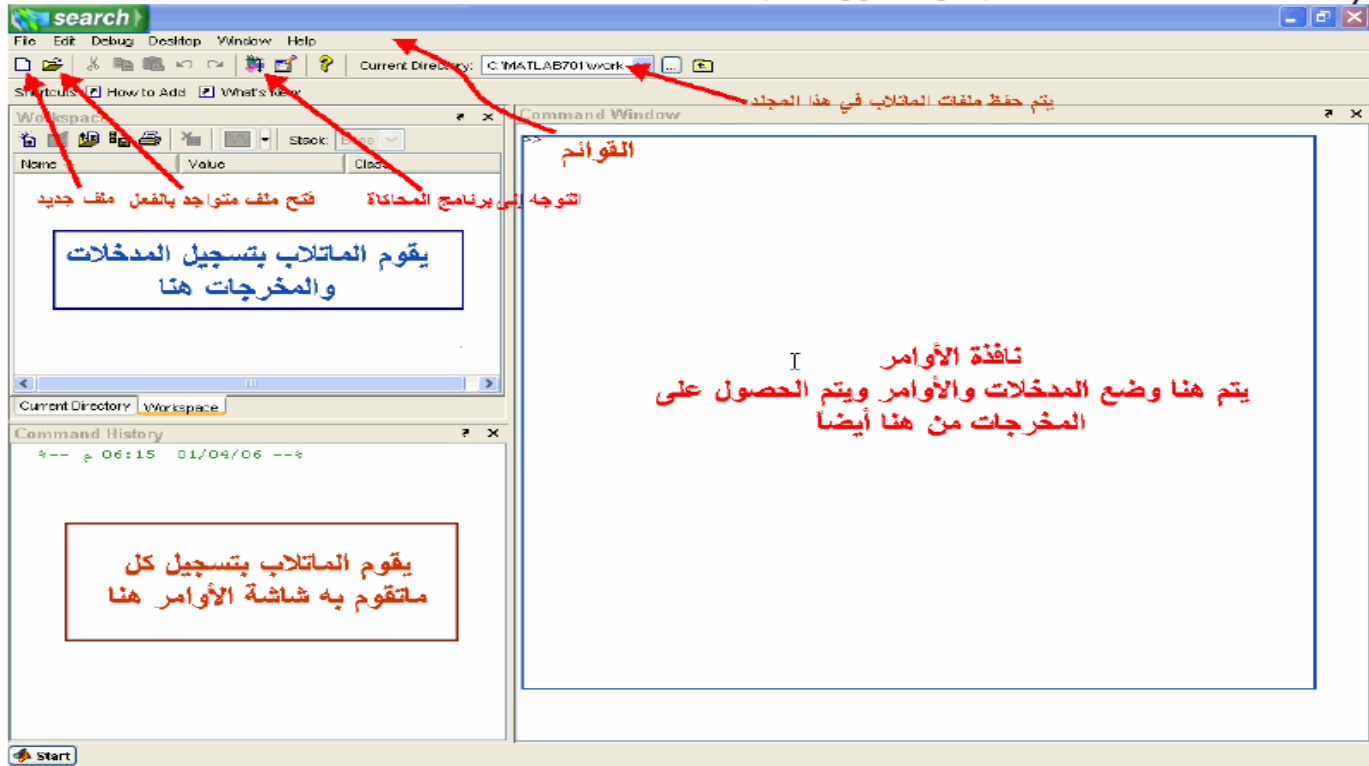 search
File Edit Debug Desktop Window Help
Current Directory: C:\MATLAB701\work
Shortcuts How to Add What's New
يتم حفظ ملفات الماتلاب في هذا المجلد
Workspace
Stack: Base
Name Value Class
ملف جديد
فتح ملف متواجد بالفعل
التوجه إلى برنامج المحاكاة
يقوم الماتلاب بتسجيل المدخلات
والمخرجات هنا
Current Directory Workspace
Command History
%-- 01/04/06 06:15 م --%
يقوم الماتلاب بتسجيل كل
ماتقوم به شاشة الأوامر هنا
Command Window
>>
القوائم
نافذة الأوامر
يتم هنا وضع المدخلات والأوامر ويتم الحصول على
المخرجات من هنا أيضاً
Start